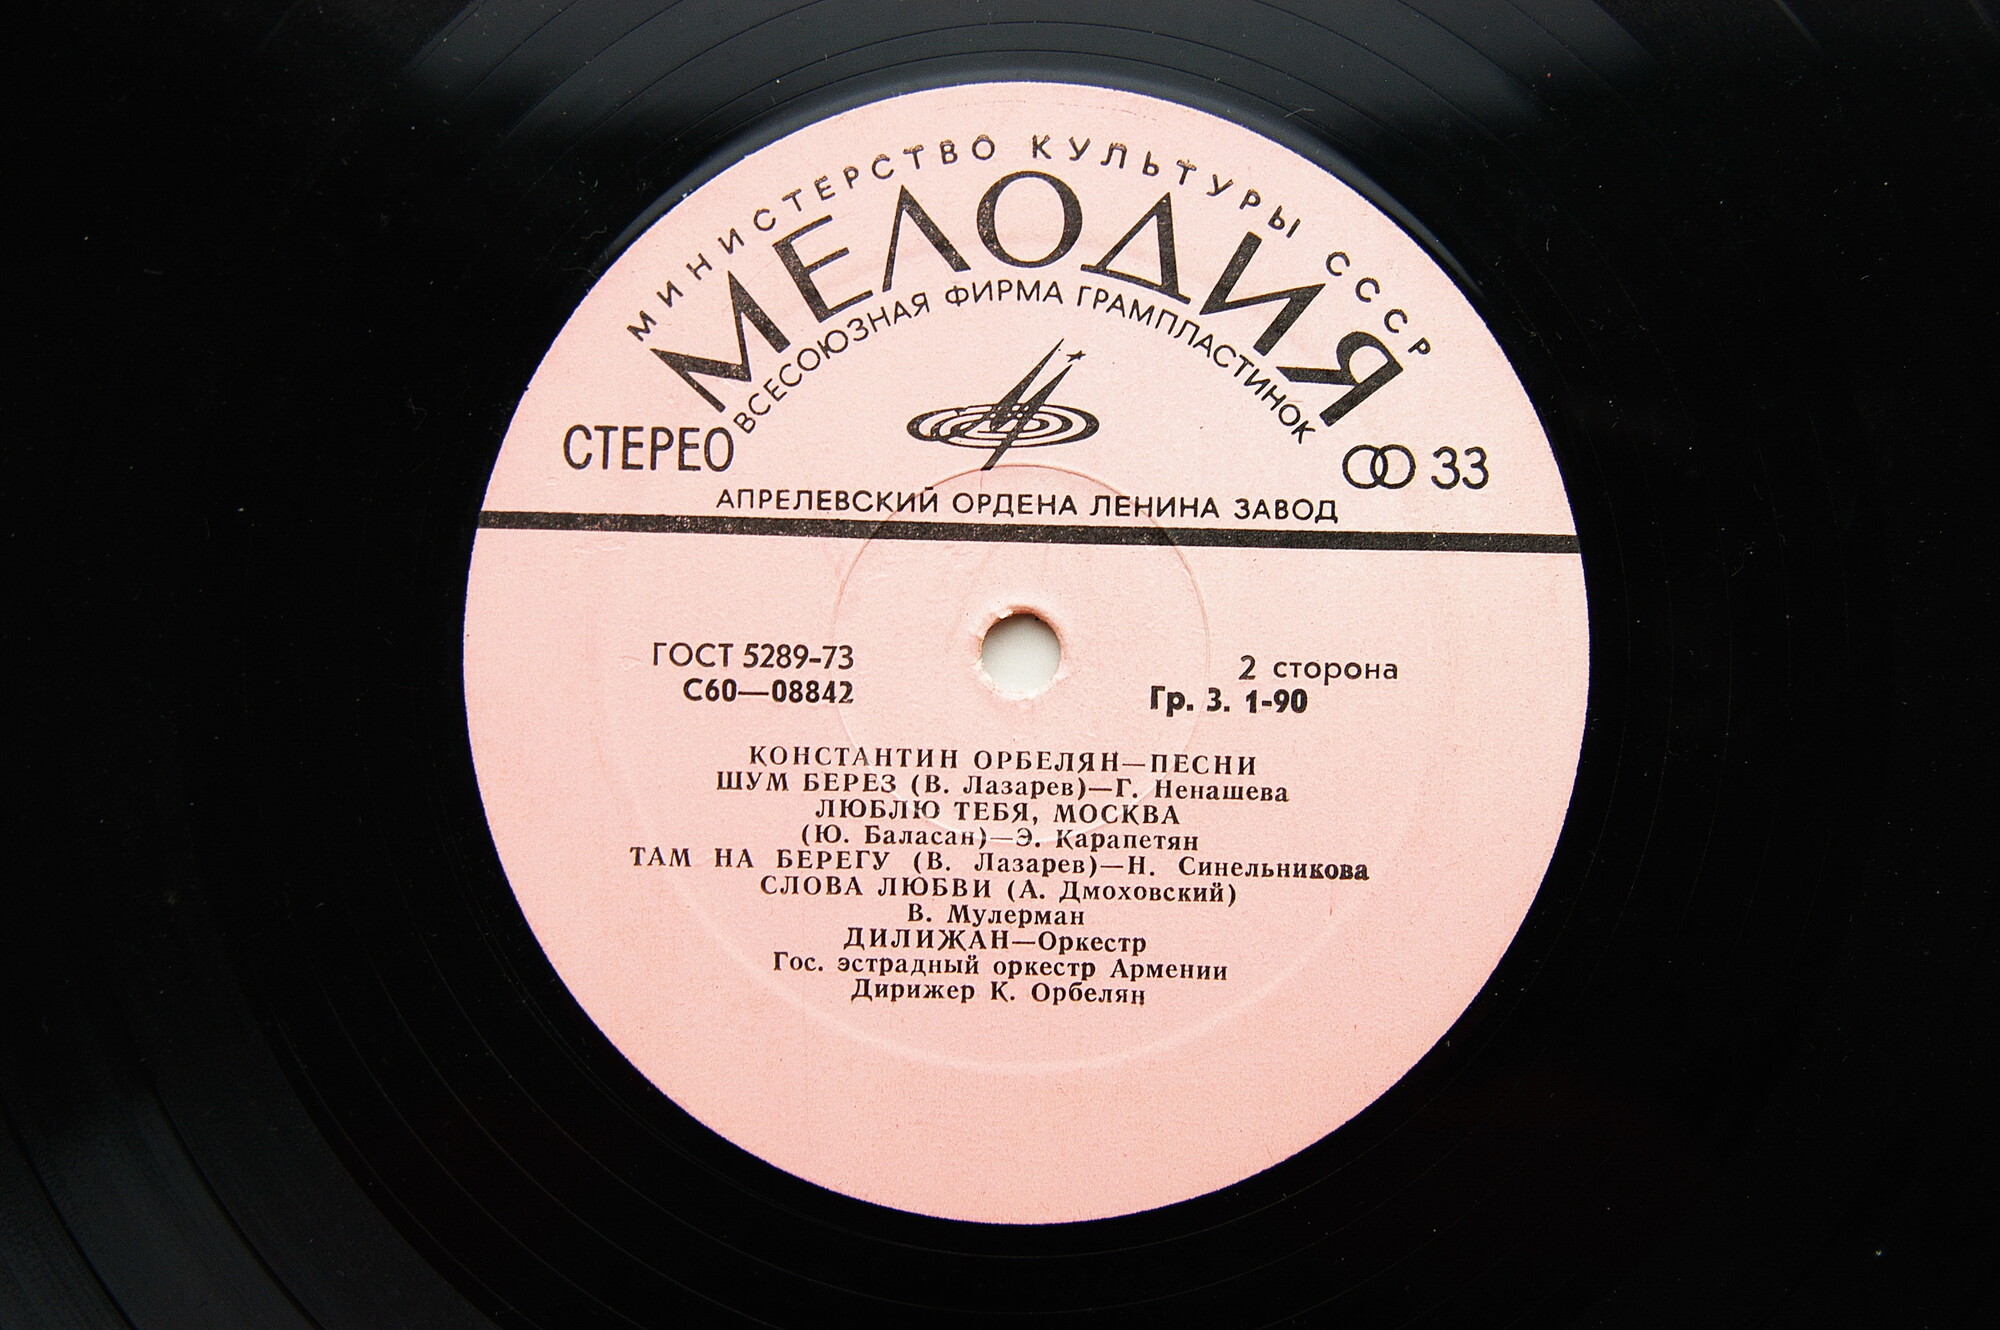 МИНИСТЕРСТВО КУЛЬТУРЫ СССР
МЕЛОДИЯ
ВСЕСОЮЗНАЯ ФИРМА ГРАМПЛАСТИНОК
СТЕРЕО
33
АПРЕЛЕВСКИЙ ОРДЕНА ЛЕНИНА ЗАВОД
ГОСТ 5289-73
С60—08842
2 сторона
Гр. 3. 1-90
КОНСТАНТИН ОРБЕЛЯН—ПЕСНИ
ШУМ БЕРЕЗ (В. Лазарев)—Г. Ненашева
ЛЮБЛЮ ТЕБЯ, МОСКВА
(Ю. Баласан)—Э. Карапетян
ТАМ НА БЕРЕГУ (В. Лазарев)—Н. Синельникова
СЛОВА ЛЮБВИ (А. Дмоховский)
В. Мулерман
ДИЛИЖАН—Оркестр
Гос. эстрадный оркестр Армении
Дирижер К. Орбелян